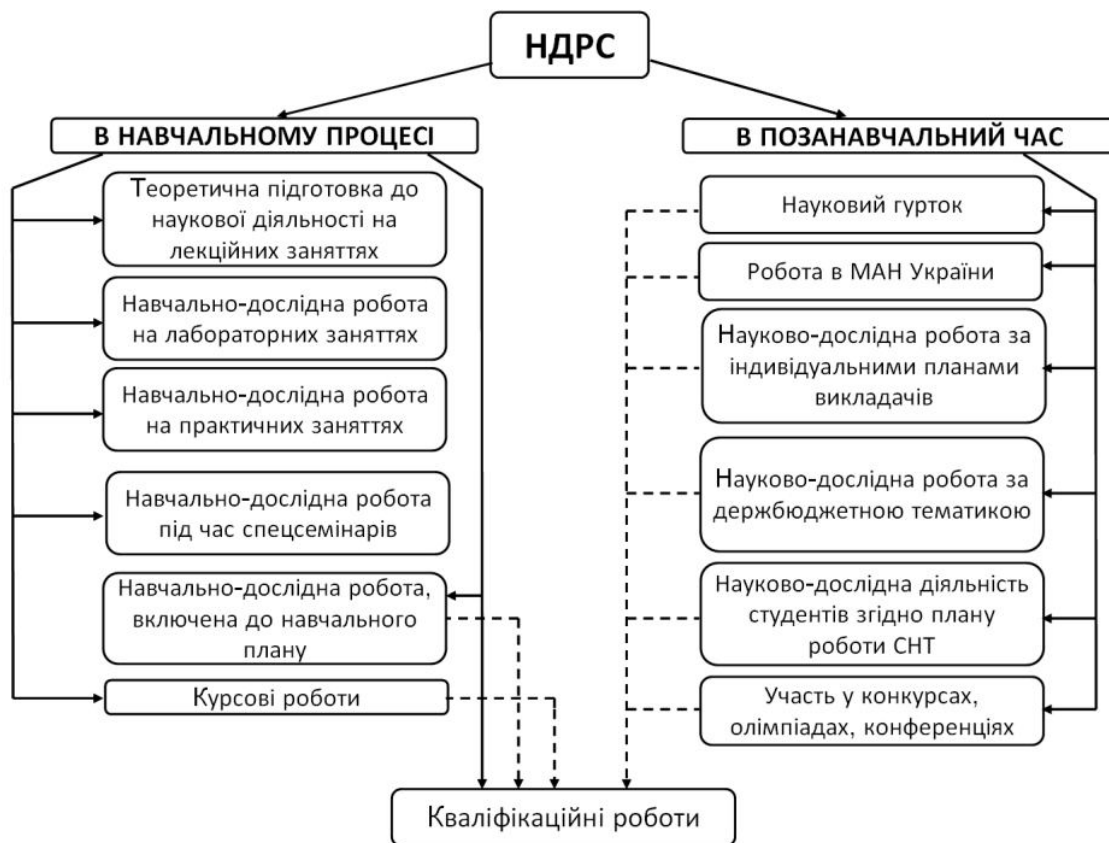 НДРС
В НАВЧАЛЬНОМУ ПРОЦЕСІ
Теоретична підготовка до
наукової діяльності на
лекційних заняттях
Навчально-дослідна робота
на лабораторних заняттях
Навчально-дослідна робота
на практичних заняттях
Навчально-дослідна робота
під час спецсемінарів
Навчально-дослідна робота,
включена до навчального
плану
Курсові роботи
В ПОЗАНАВЧАЛЬНИЙ ЧАС
Науковий гурток
Робота в МАН України
Науково-дослідна робота за
індивідуальними планами
викладачів
Науково-дослідна робота за
держбюджетною тематикою
Науково-дослідна діяльність
студентів згідно плану
роботи СНТ
Участь у конкурсах,
олімпіадах, конференціях
Кваліфікаційні роботи